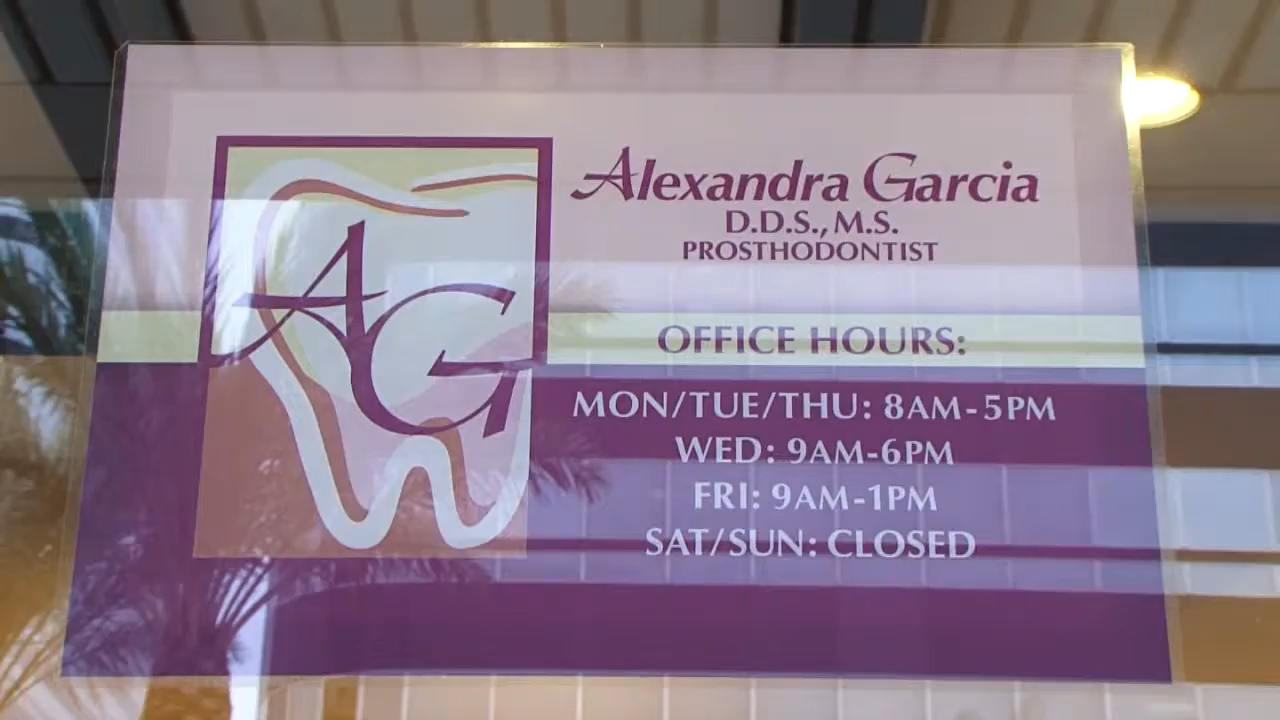 AG
Alexandra Garcia
D.D.S., M.S.
PROSTHODONTIST
OFFICE HOURS:
MON/TUE/THU: 8AM-5PM
WED: 9AM-6PM
FRI: 9AM-1PM
SAT/SUN: CLOSED